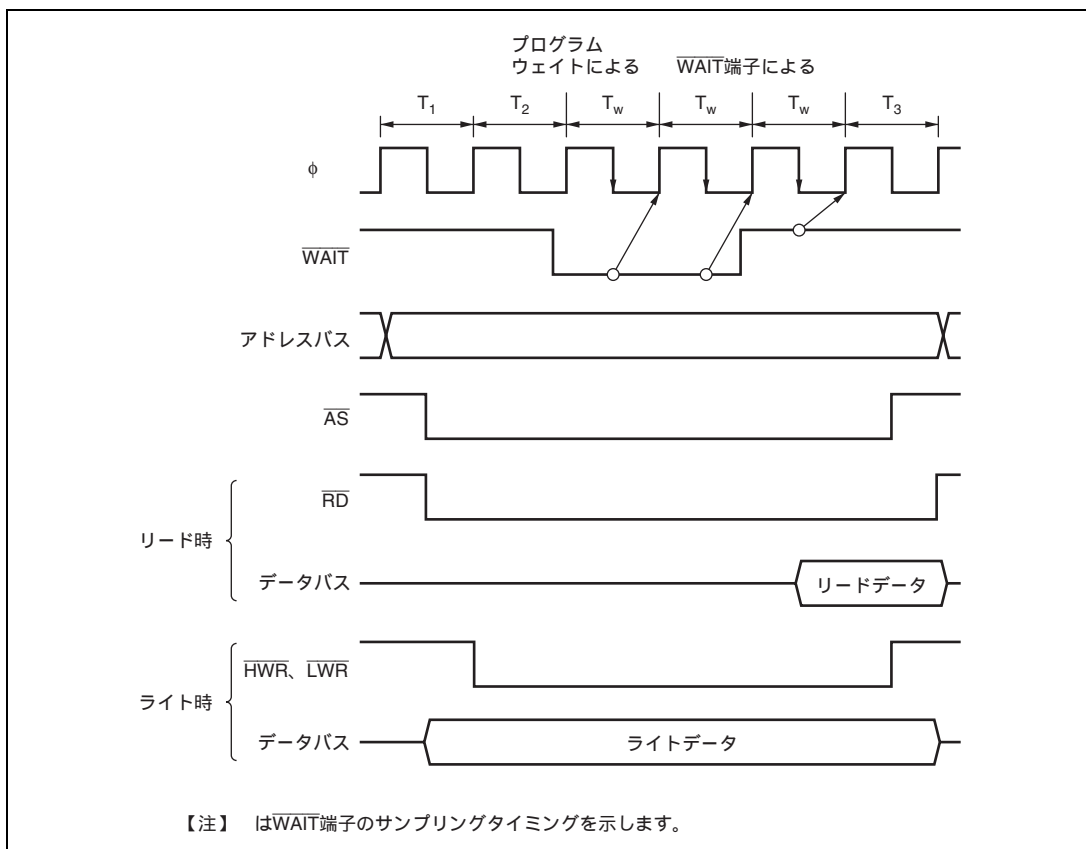 プログラム
ウェイトによる WAIT端子による
T1 T2 Tw Tw Tw T3
φ
WAIT
アドレスバス
AS
リード時
RD
データバス リードデータ
ライト時
HWR、LWR
データバス ライトデータ
【注】 はWAIT端子のサンプリングタイミングを示します。